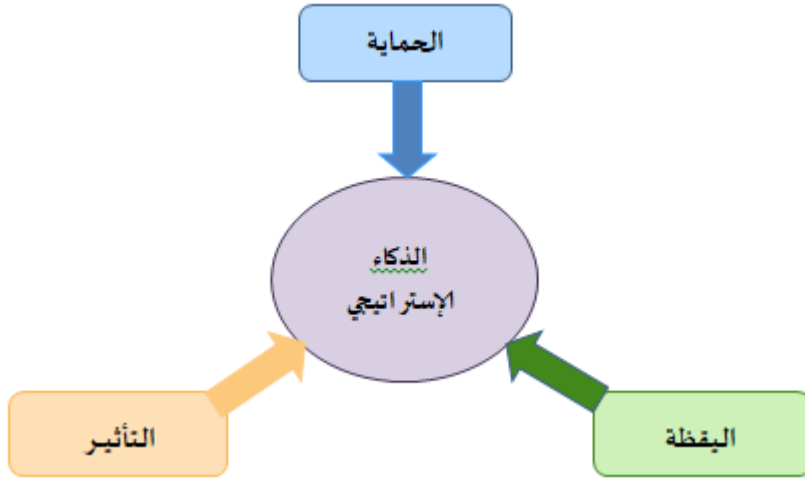 الحماية
الذكاء
الإستراتيجي
التأثير
اليقظة